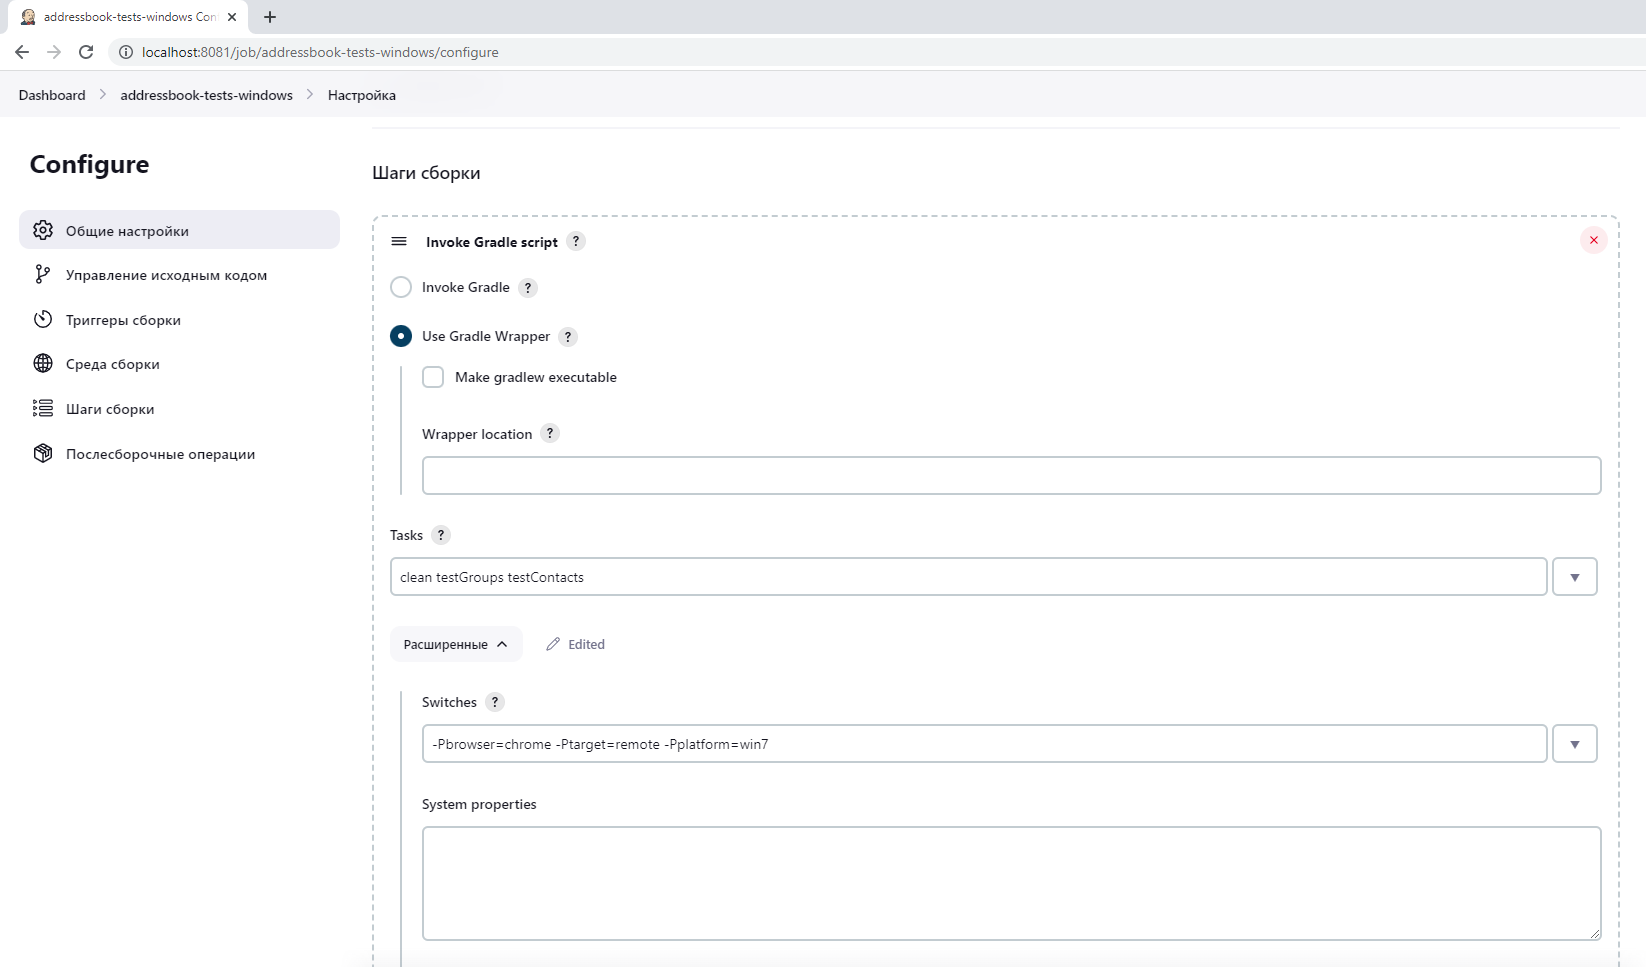 addressbook-tests-windows Con
localhost:8081/job/addressbook-tests-windows/configure
Dashboard addressbook-tests-windows Настройка
Configure
Общие настройки
Управление исходным кодом
Триггеры сборки
Среда сборки
Шаги сборки
Послесборочные операции
Шаги сборки
Invoke Gradle script ?
Invoke Gradle ?
Use Gradle Wrapper ?
Make gradlew executable
Wrapper location ?
Tasks ?
clean testGroups testContacts
Расширенные Edited
Switches ?
-Pbrowser=chrome -Ptarget=remote -Pplatform=win7
System properties